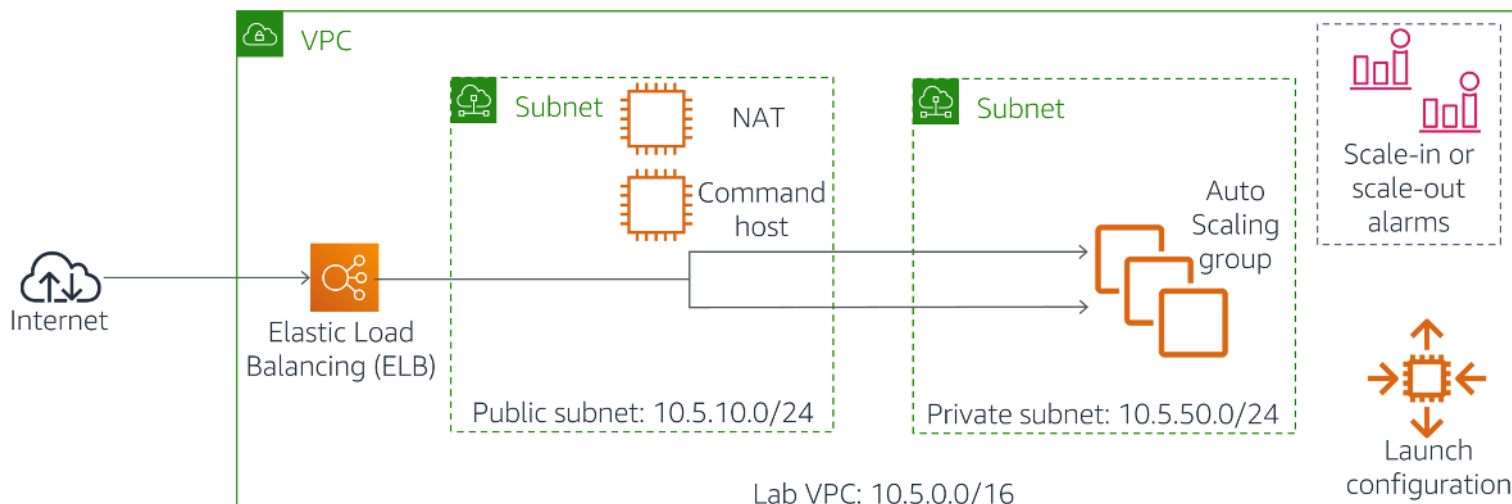 VPC
Subnet
NAT
Command
host
Public subnet: 10.5.10.0/24
Subnet
Auto
Scaling
group
Private subnet: 10.5.50.0/24
Scale-in or
scale-out
alarms
Internet
Elastic Load
Balancing (ELB)
Launch
configuration
Lab VPC: 10.5.0.0/16